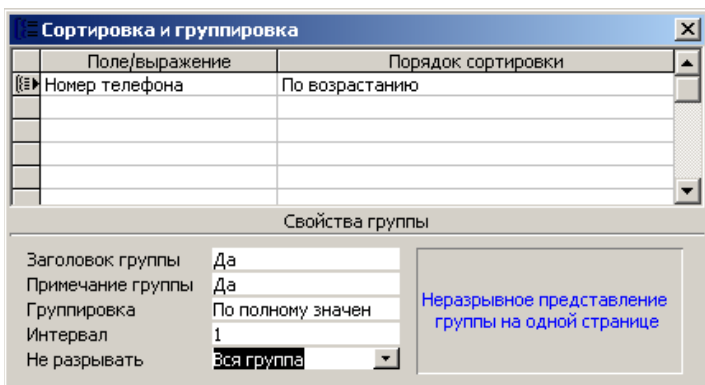 Сортировка и группировка
Поле/выражение Порядок сортировки
Номер телефона По возрастанию
Свойства группы
Заголовок группы Да
Примечание группы Да
Группировка По полному значен
Интервал 1
Не разрывать Вся группа
Неразрывное представление
группы на одной странице